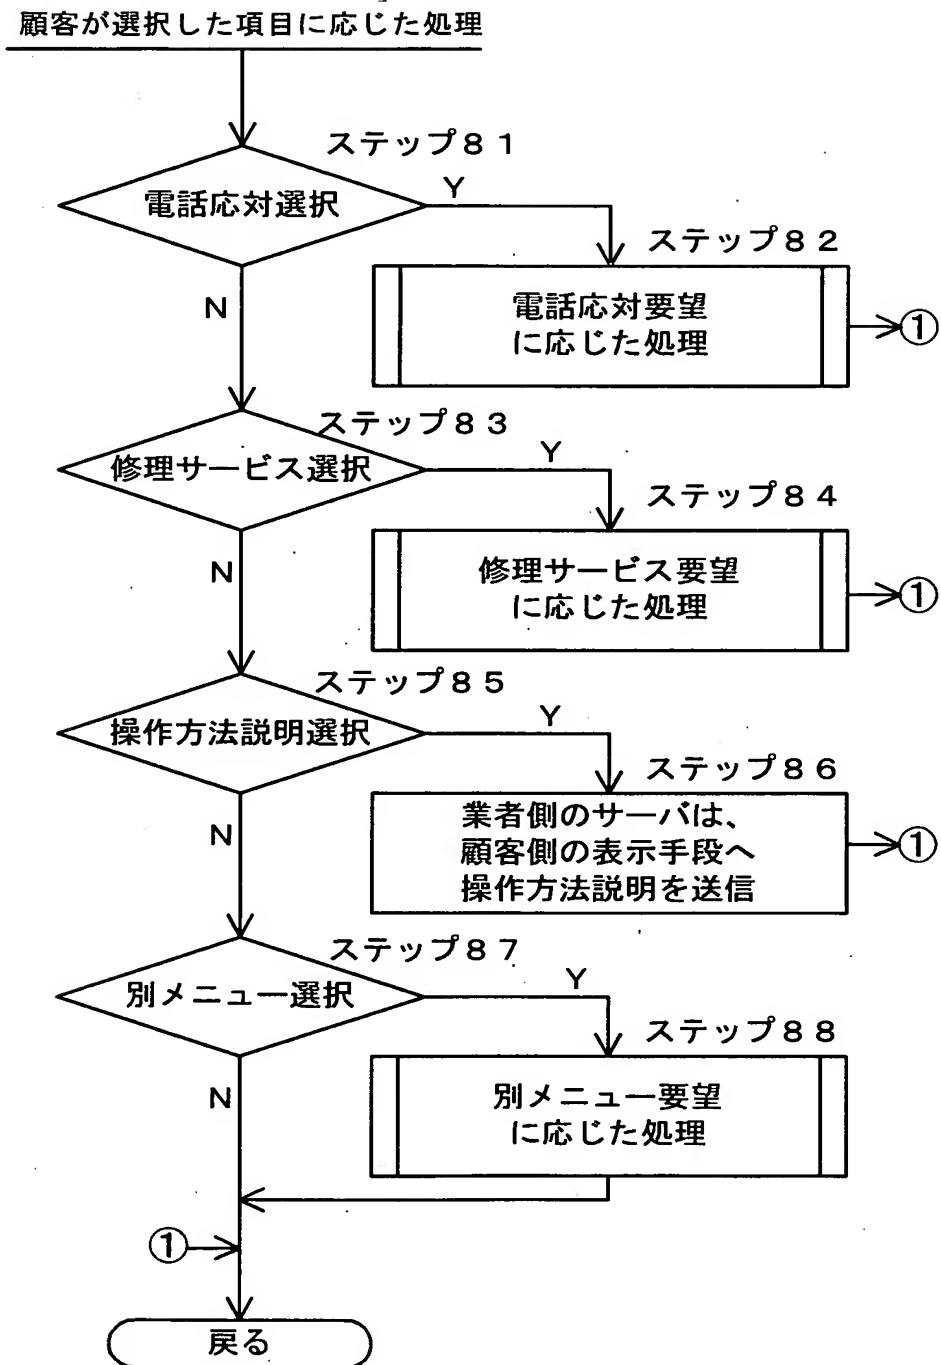 顧客が選択した項目に応じた処理
ステップ81
電話応対選択
Y
ステップ82
電話応対要望
に応じた処理
①
N
ステップ83
修理サービス選択
Y
ステップ84
修理サービス要望
に応じた処理
①
N
ステップ85
操作方法説明選択
Y
ステップ86
業者側のサーバは、
顧客側の表示手段へ
操作方法説明を送信
①
N
ステップ87
別メニュー選択
Y
ステップ88
別メニュー要望
に応じた処理
N
①
戻る